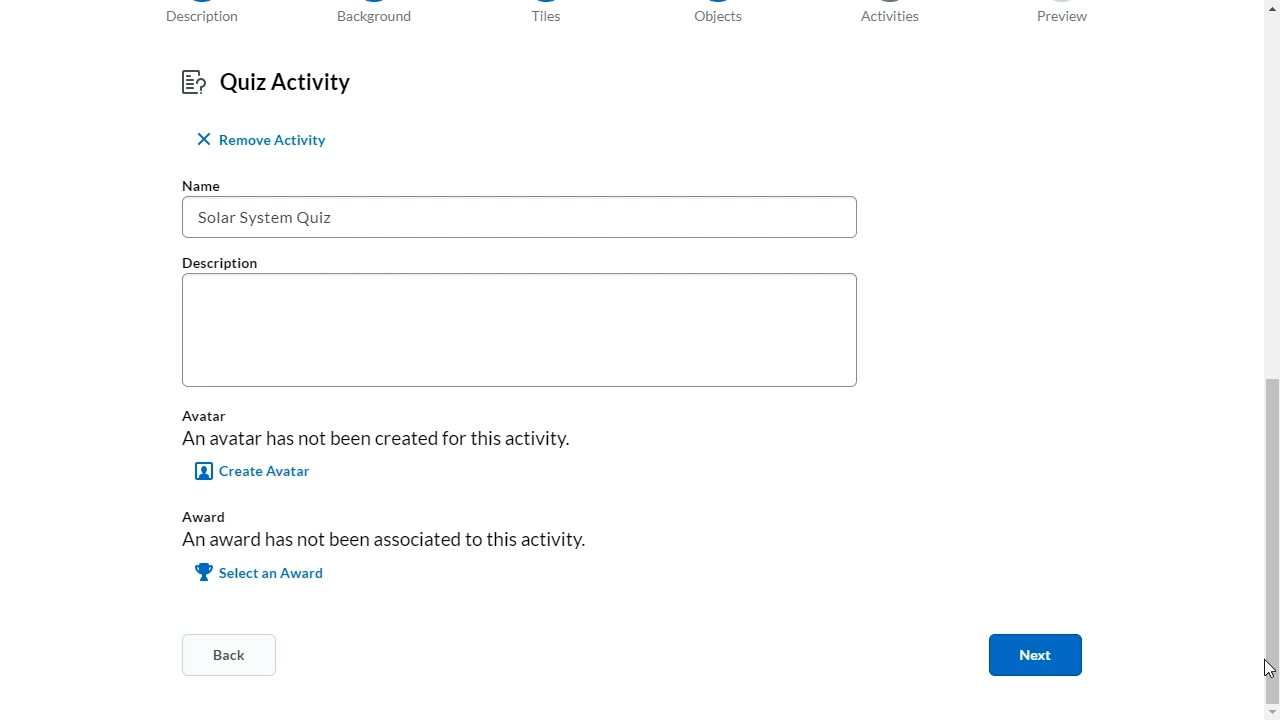 Description Background Tiles Objects Activities Preview
Quiz Activity
Remove Activity
Name
Solar System Quiz
Description
Avatar
An avatar has not been created for this activity.
Create Avatar
Award
An award has not been associated to this activity.
Select an Award
Back Next